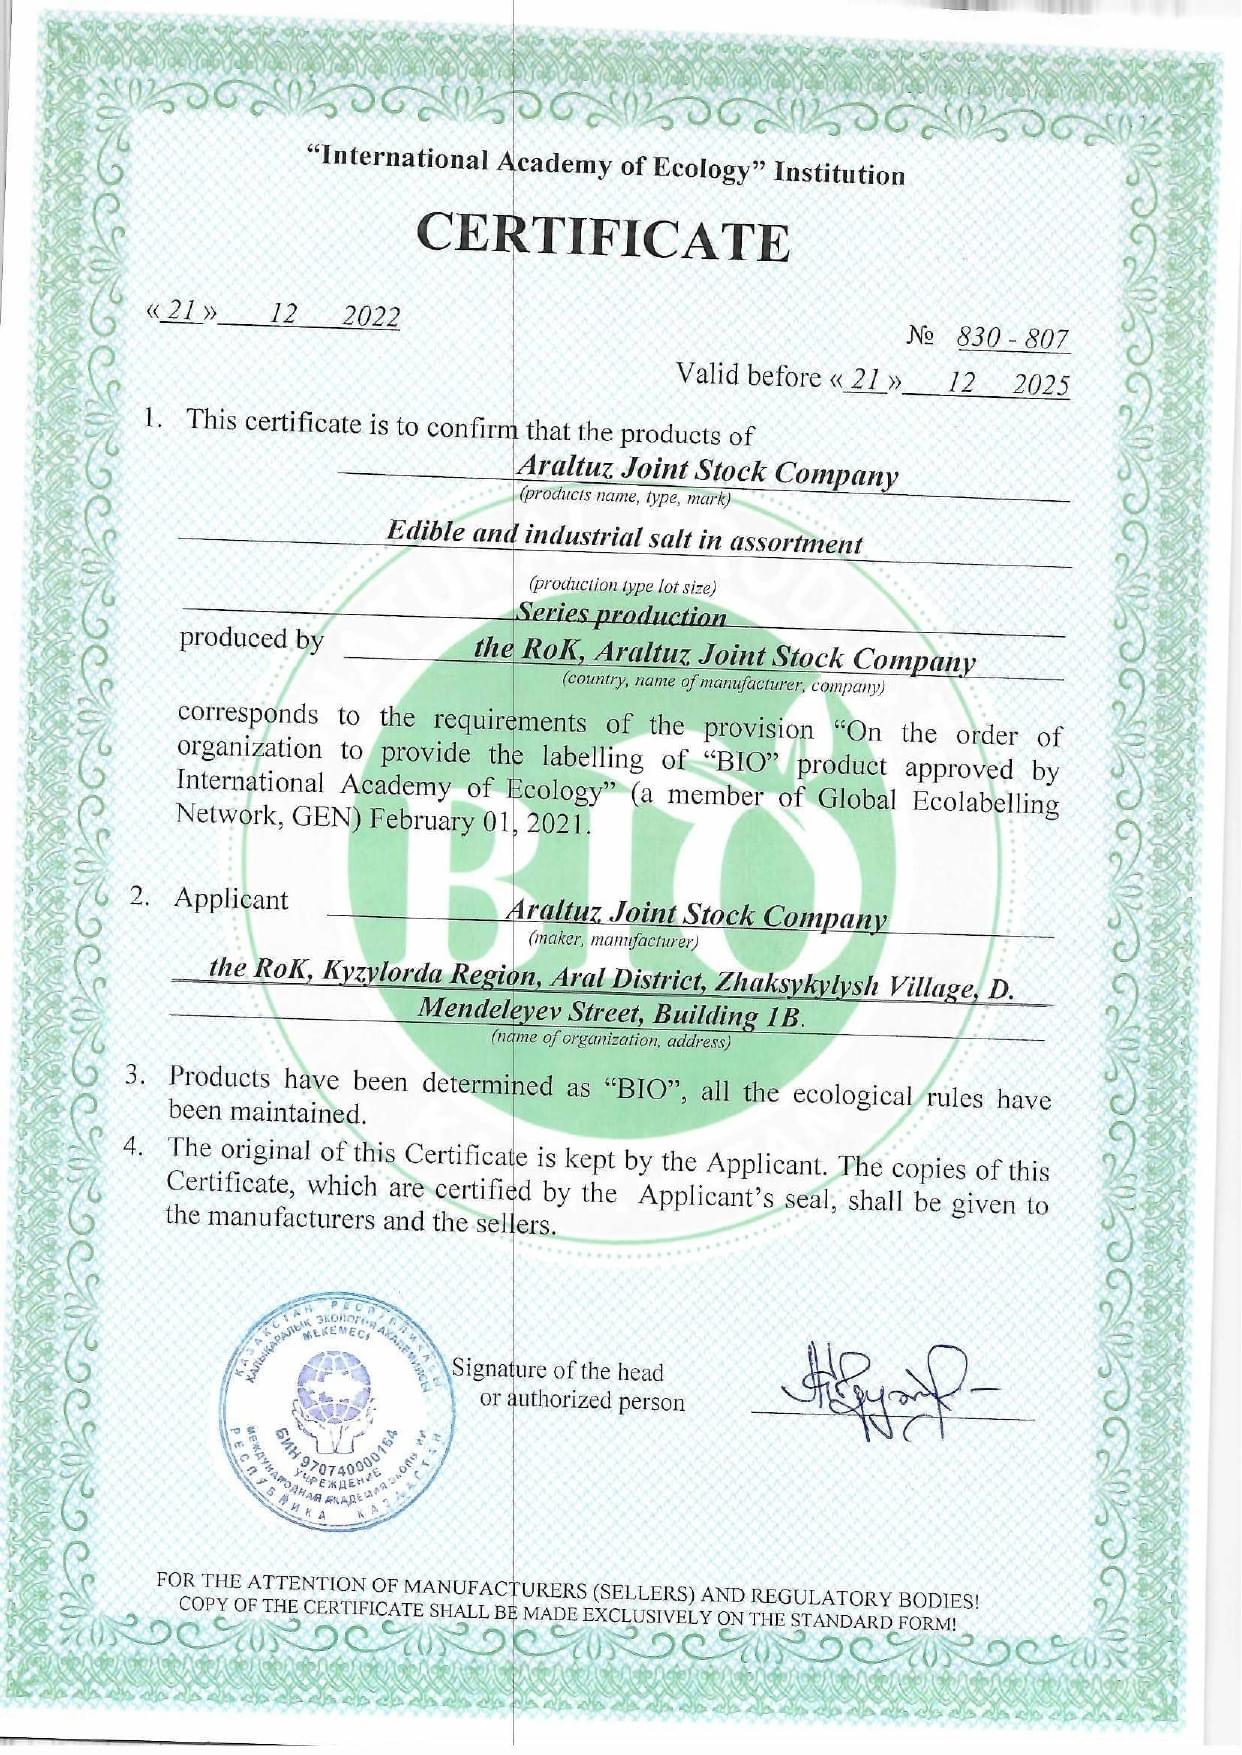 “International Academy of Ecology” Institution
CERTIFICATE
« 21 » 12 2022
№ 830 - 807
Valid before « 21 » 12 2025
1. This certificate is to confirm that the products of
Araltuz Joint Stock Company
(products name, type, mark)
Edible and industrial salt in assortment
(production type lot size)
Series production
produced by the RoK, Araltuz Joint Stock Company
(country, name of manufacturer, company)
corresponds to the requirements of the provision “On the order of
organization to provide the labelling of “BIO” product approved by
International Academy of Ecology” (a member of Global Ecolabelling
Network, GEN) February 01, 2021.
BIO
2. Applicant Araltuz Joint Stock Company
(maker, manufacturer)
the RoK, Kyzylorda Region, Aral District, Zhaksykylysh Village, D.
Mendeleyev Street, Building 1B.
(name of organization, address)
3. Products have been determined as “BIO”, all the ecological rules have
been maintained.
4. The original of this Certificate is kept by the Applicant. The copies of this
Certificate, which are certified by the Applicant’s seal, shall be given to
the manufacturers and the sellers.
ҚАЗАҚСТАН РЕСПУБЛИКАСЫ
ХАЛЫҚАРАЛЫҚ ЭКОЛОГИЯ АКАДЕМИЯСЫ
МЕКЕМЕСІ
БИН 970740000164
УЧРЕЖДЕНИЕ
МЕЖДУНАРОДНАЯ АКАДЕМИЯ ЭКОЛОГИИ
РЕСПУБЛИКА КАЗАХСТАН
Signature of the head
or authorized person
FOR THE ATTENTION OF MANUFACTURERS (SELLERS) AND REGULATORY BODIES!
COPY OF THE CERTIFICATE SHALL BE MADE EXCLUSIVELY ON THE STANDARD FORM!